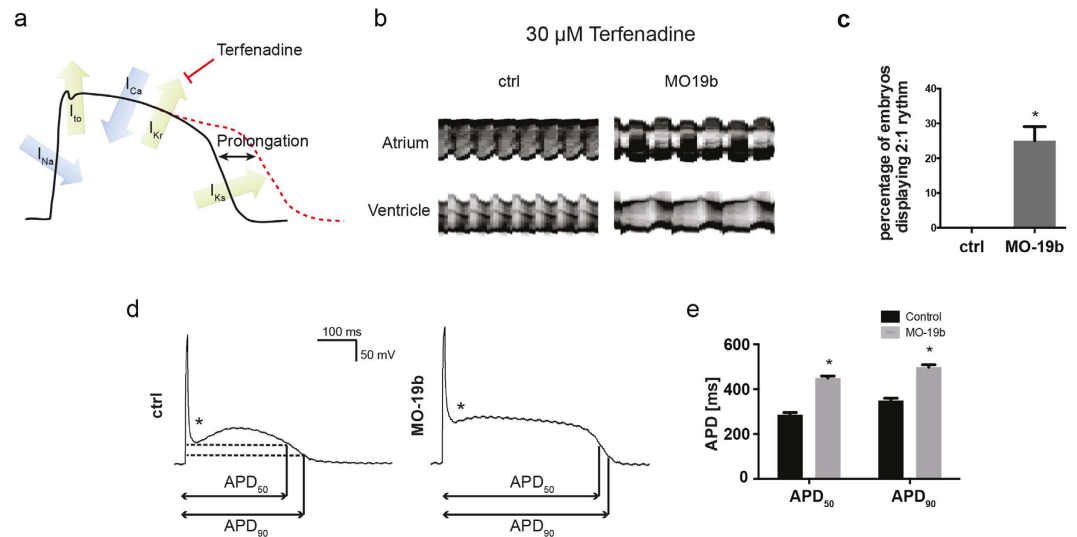 a
Terfenadine
I_Ca
I_to
I_Kr
I_Na
Prolongation
I_Ks
b
30 µM Terfenadine
ctrl
MO19b
Atrium
Ventricle
c
percentage of embryos
displaying 2:1 rythm
40
30
20
10
0
*
ctrl
MO-19b
d
100 ms
50 mV
ctrl
*
APD50
APD90
MO-19b
*
APD50
APD90
e
Control
MO-19b
APD [ms]
600
400
200
0
*
*
APD50
APD90